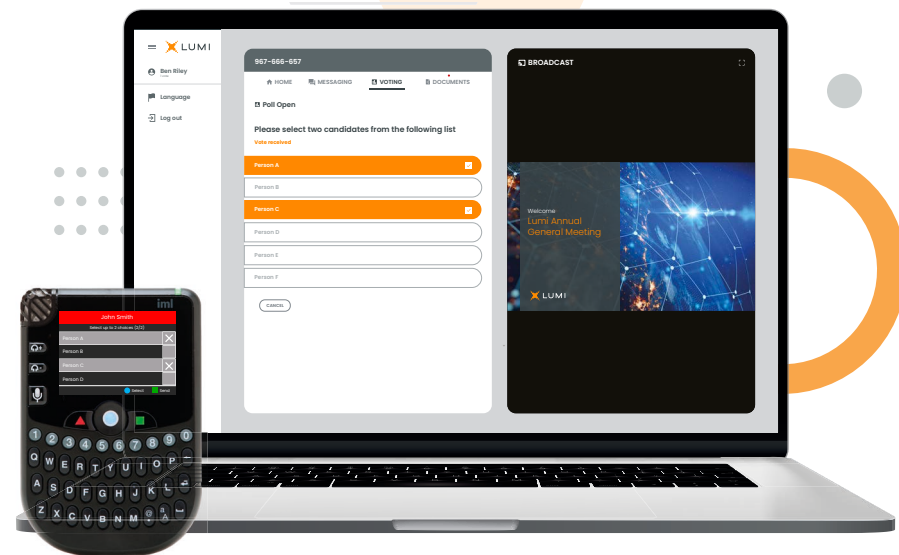 LUMI
Ben Riley
Language
Log out
967-666-657
HOME
MESSAGING
VOTING
DOCUMENTS
Poll Open
Please select two candidates from the following list
Vote received
Person A
Person B
Person C
Person D
Person E
Person F
CANCEL
BROADCAST
Welcome
Lumi Annual
General Meeting
LUMI
iml
John Smith
Select up to 2 choices (2/2)
Person A
Person B
Person C
Person D
Select
Send
1 2 3 4 5 6 7 8 9 0
Q W E R T Y U I O P
A S D F G H J K L
Z X C V B N M @ A